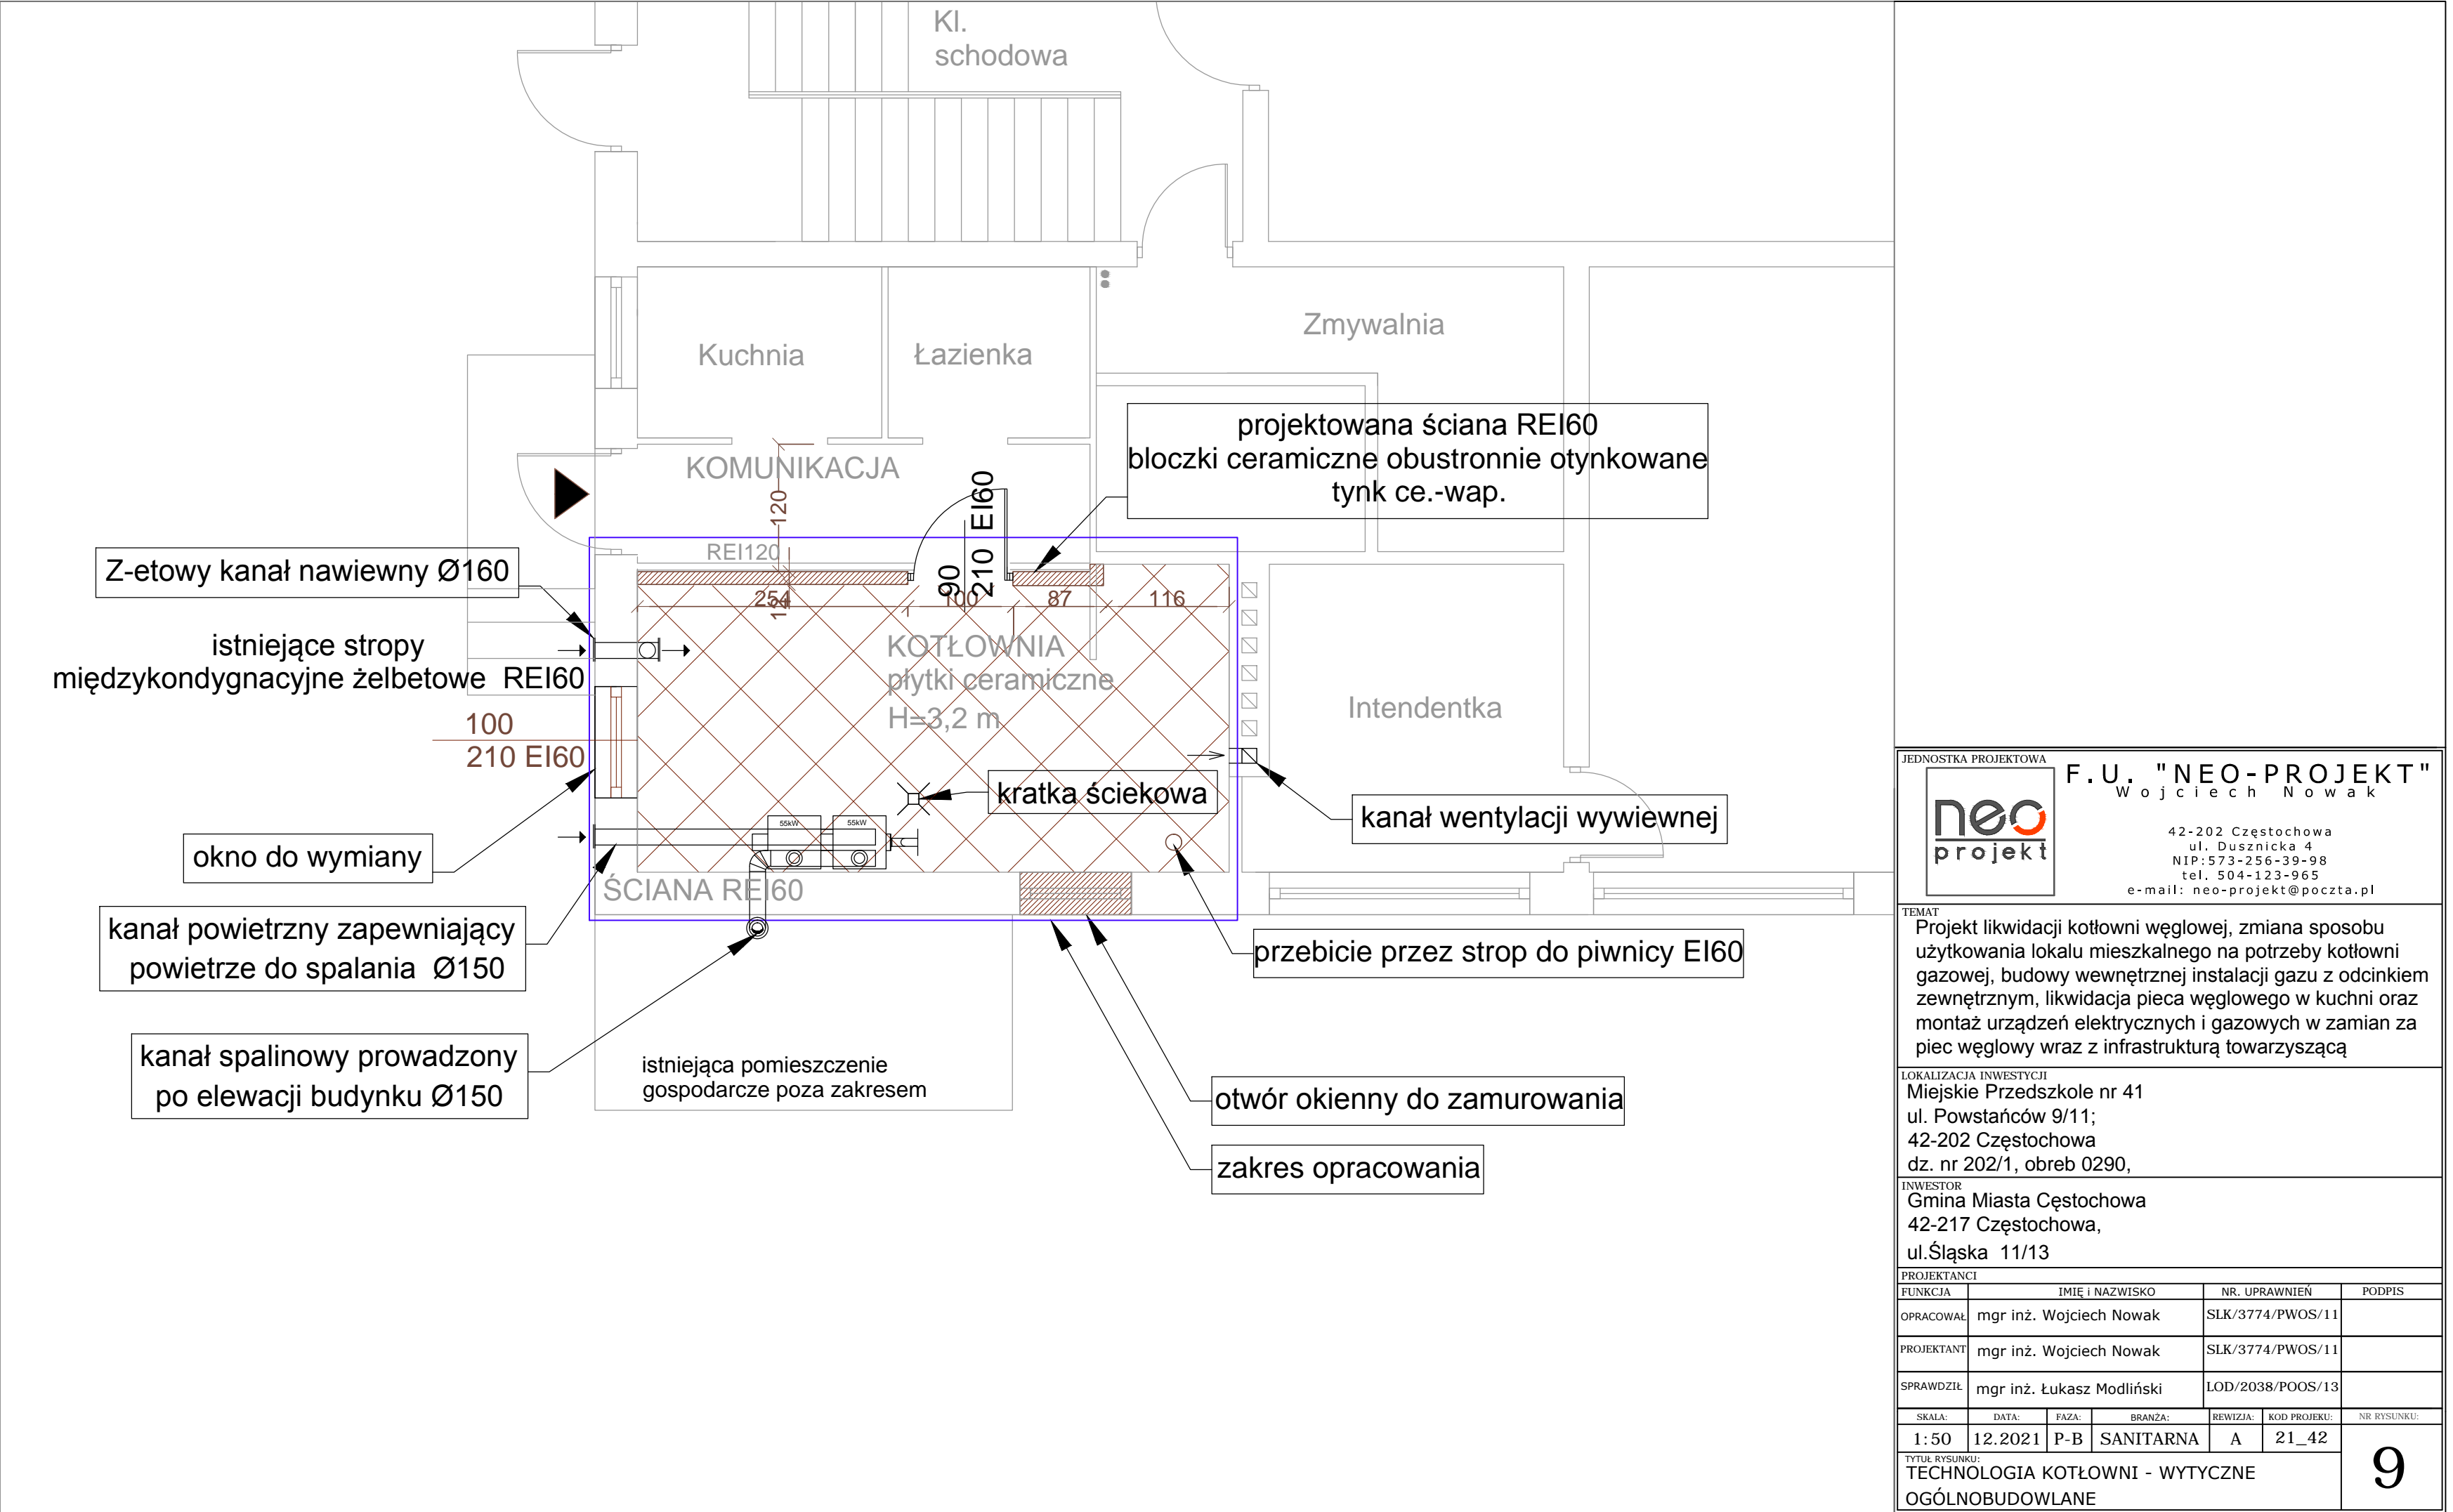 Kl.
schodowa
Kuchnia
Łazienka
Zmywalnia
KOMUNIKACJA
120
90
210 EI60
projektowana ściana REI60
bloczki ceramiczne obustronnie otynkowane
tynk ce.-wap.
REI120
Z-etowy kanał nawiewny Ø160
254
12
100
87
116
istniejące stropy
międzykondygnacyjne żelbetowe REI60
KOTŁOWNIA
płytki ceramiczne
H=3,2 m
Intendentka
100
210 EI60
kratka ściekowa
kanał wentylacji wywiewnej
55kW
55kW
okno do wymiany
ŚCIANA REI60
kanał powietrzny zapewniający
powietrze do spalania Ø150
przebicie przez strop do piwnicy EI60
kanał spalinowy prowadzony
po elewacji budynku Ø150
istniejąca pomieszczenie
gospodarcze poza zakresem
otwór okienny do zamurowania
zakres opracowania
JEDNOSTKA PROJEKTOWA
neo
projekt
F.U. "NEO-PROJEKT"
Wojciech Nowak
42-202 Częstochowa
ul. Dusznicka 4
NIP:573-256-39-98
tel. 504-123-965
e-mail: neo-projekt@poczta.pl
TEMAT
Projekt likwidacji kotłowni węglowej, zmiana sposobu
użytkowania lokalu mieszkalnego na potrzeby kotłowni
gazowej, budowy wewnętrznej instalacji gazu z odcinkiem
zewnętrznym, likwidacja pieca węglowego w kuchni oraz
montaż urządzeń elektrycznych i gazowych w zamian za
piec węglowy wraz z infrastrukturą towarzyszącą
LOKALIZACJA INWESTYCJI
Miejskie Przedszkole nr 41
ul. Powstańców 9/11;
42-202 Częstochowa
dz. nr 202/1, obreb 0290,
INWESTOR
Gmina Miasta Cęstochowa
42-217 Częstochowa,
ul.Śląska 11/13
PROJEKTANCI
FUNKCJA IMIĘ i NAZWISKO NR. UPRAWNIEŃ PODPIS
OPRACOWAŁ mgr inż. Wojciech Nowak SLK/3774/PWOS/11
PROJEKTANT mgr inż. Wojciech Nowak SLK/3774/PWOS/11
SPRAWDZIŁ mgr inż. Łukasz Modliński LOD/2038/POOS/13
SKALA: DATA: FAZA: BRANŻA: REWIZJA: KOD PROJEKU: NR RYSUNKU:
1:50 12.2021 P-B SANITARNA A 21_42
9
TYTUŁ RYSUNKU:
TECHNOLOGIA KOTŁOWNI - WYTYCZNE
OGÓLNOBUDOWLANE